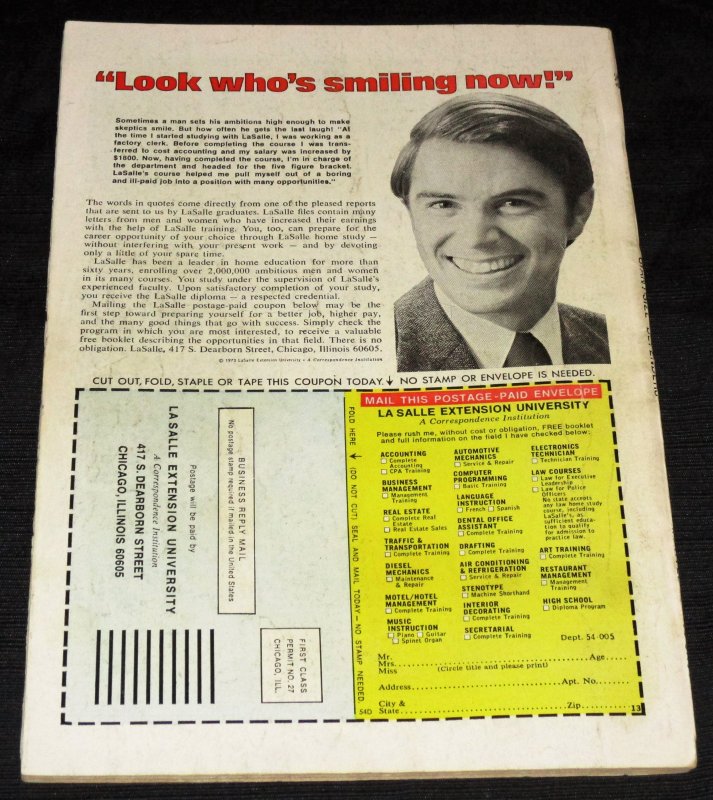 “Look who’s smiling now!”
Sometimes a man sets his ambitions high enough to make
skeptics smile. But how often he gets the last laugh! “At
the time I started studying with LaSalle, I was working as a
factory clerk. Before completing the course I was trans-
ferred to cost accounting and my salary was increased by
$1800. Now, having completed the course, I’m in charge of
the department and headed for the five figure bracket.
LaSalle’s course helped me pull myself out of a boring
and ill-paid job into a position with many opportunities.”
The words in quotes come directly from one of the pleased reports
that are sent to us by LaSalle graduates. LaSalle files contain many
letters from men and women who have increased their earnings
with the help of LaSalle training. You, too, can prepare for the
career opportunity of your choice through LaSalle home study —
without interfering with your present work — and by devoting
only a little of your spare time.
LaSalle has been a leader in home education for more than
sixty years, enrolling over 2,000,000 ambitious men and women
in its many courses. You study under the supervision of LaSalle’s
experienced faculty. Upon satisfactory completion of your study,
you receive the LaSalle diploma – a respected credential.
Mailing the LaSalle postage-paid coupon below may be the
first step toward preparing yourself for a better job, higher pay,
and the many good things that go with success. Simply check the
program in which you are most interested, to receive a valuable
free booklet describing the opportunities in that field. There is no
obligation. LaSalle, 417 S. Dearborn Street, Chicago, Illinois 60605.
© 1973 LaSalle Extension University • A Correspondence Institution
CUT OUT, FOLD, STAPLE OR TAPE THIS COUPON TODAY. NO STAMP OR ENVELOPE IS NEEDED.
LA SALLE EXTENSION UNIVERSITY
A Correspondence Institution
417 S. DEARBORN STREET
CHICAGO, ILLINOIS 60605
Postage will be paid by
BUSINESS REPLY MAIL
No postage stamp required if mailed in the United States
FIRST CLASS
PERMIT NO. 27
CHICAGO, ILL.
FOLD HERE (DO NOT CUT) SEAL AND MAIL TODAY— NO STAMP NEEDED.
54D
MAIL THIS POSTAGE-PAID ENVELOPE
LA SALLE EXTENSION UNIVERSITY
A Correspondence Institution
Please rush me, without cost or obligation, FREE booklet
and full information on the field I have checked below:
ACCOUNTING
Complete
Accounting
CPA Training
BUSINESS
MANAGEMENT
Management
Training
REAL ESTATE
Complete Real
Estate
Real Estate Sales
TRAFFIC &
TRANSPORTATION
Complete Training
DIESEL
MECHANICS
Maintenance
& Repair
MOTEL/HOTEL
MANAGEMENT
Complete Training
MUSIC
INSTRUCTION
Piano Guitar
Spinet Organ
AUTOMOTIVE
MECHANICS
Service & Repair
COMPUTER
PROGRAMMING
Basic Training
LANGUAGE
INSTRUCTION
French Spanish
DENTAL OFFICE
ASSISTANT
Complete Training
DRAFTING
Complete Training
AIR CONDITIONING
& REFRIGERATION
Service & Repair
STENOTYPE
Machine Shorthand
INTERIOR
DECORATING
Complete Training
SECRETARIAL
Complete Training
ELECTRONICS
TECHNICIAN
Technician Training
LAW COURSES
Law for Executive
Leadership
Law for Police
Officers
No state accepts
any law home study
course, including
LaSalle’s, as
sufficient educa-
tion to qualify
for admission to
practice law.
ART TRAINING
Complete Training
RESTAURANT
MANAGEMENT
Management
Training
HIGH SCHOOL
Diploma Program
Dept. 54-005
Mr.
Mrs.
Miss
Age
(Circle title and please print)
Address Apt. No.
City &
State Zip
13